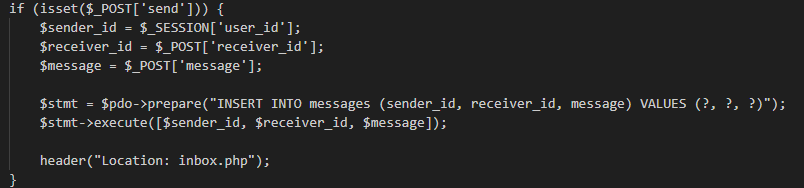 if (isset($_POST['send'])) {
    $sender_id = $_SESSION['user_id'];
    $receiver_id = $_POST['receiver_id'];
    $message = $_POST['message'];

    $stmt = $pdo->prepare("INSERT INTO messages (sender_id, receiver_id, message) VALUES (?, ?, ?)");
    $stmt->execute([$sender_id, $receiver_id, $message]);

    header("Location: inbox.php");
}